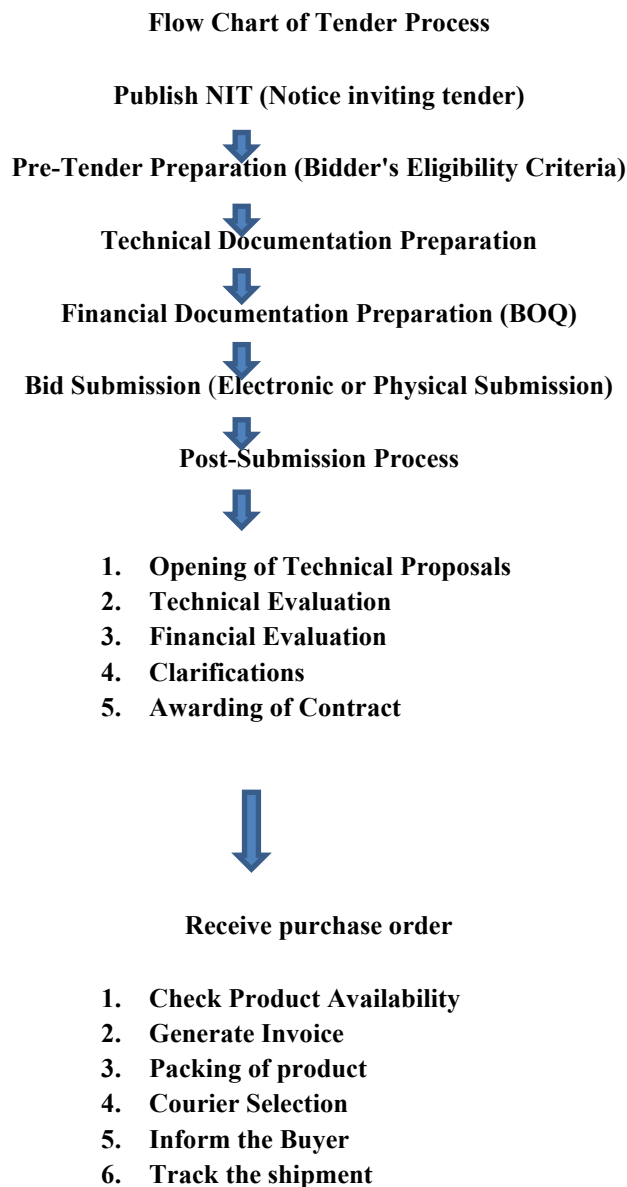 Flow Chart of Tender Process
Publish NIT (Notice inviting tender)
Pre-Tender Preparation (Bidder's Eligibility Criteria)
Technical Documentation Preparation
Financial Documentation Preparation (BOQ)
Bid Submission (Electronic or Physical Submission)
Post-Submission Process
1. Opening of Technical Proposals
2. Technical Evaluation
3. Financial Evaluation
4. Clarifications
5. Awarding of Contract
Receive purchase order
1. Check Product Availability
2. Generate Invoice
3. Packing of product
4. Courier Selection
5. Inform the Buyer
6. Track the shipment